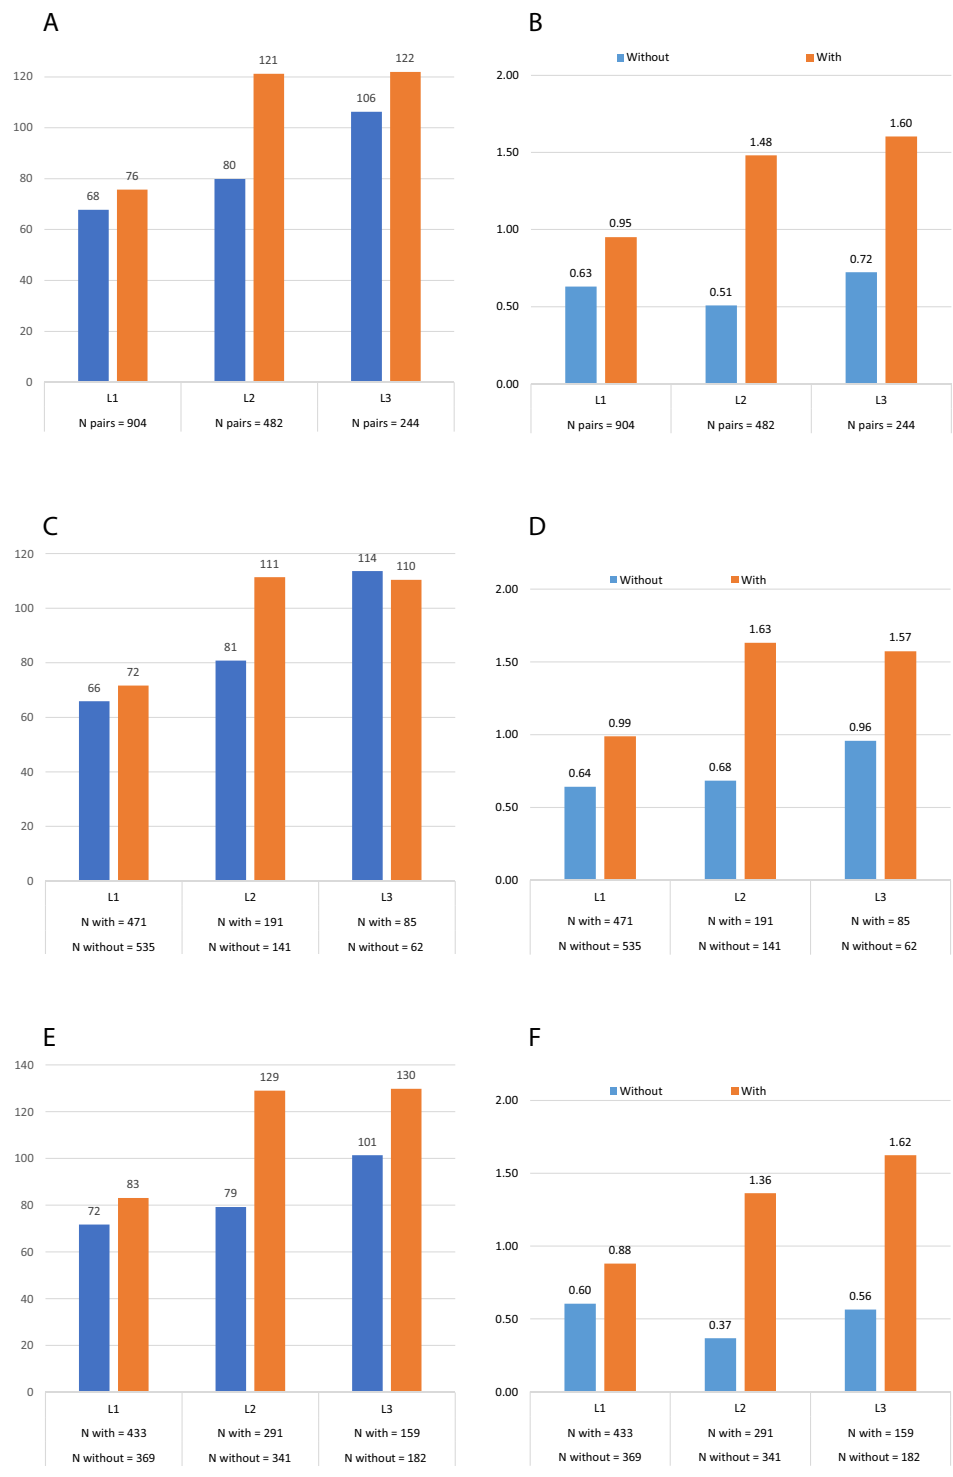 A
120
100
80
60
40
20
0
68
76
80
121
106
122
L1
L2
L3
N pairs = 904
N pairs = 482
N pairs = 244
B
Without
With
2.00
1.50
1.00
0.50
0.00
0.63
0.95
0.51
1.48
0.72
1.60
L1
L2
L3
N pairs = 904
N pairs = 482
N pairs = 244
C
120
100
80
60
40
20
0
66
72
81
111
114
110
L1
L2
L3
N with = 471
N with = 191
N with = 85
N without = 535
N without = 141
N without = 62
D
Without
With
2.00
1.50
1.00
0.50
0.00
0.64
0.99
0.68
1.63
0.96
1.57
L1
L2
L3
N with = 471
N with = 191
N with = 85
N without = 535
N without = 141
N without = 62
E
140
120
100
80
60
40
20
0
72
83
79
129
101
130
L1
L2
L3
N with = 433
N with = 291
N with = 159
N without = 369
N without = 341
N without = 182
F
Without
With
2.00
1.50
1.00
0.50
0.00
0.60
0.88
0.37
1.36
0.56
1.62
L1
L2
L3
N with = 433
N with = 291
N with = 159
N without = 369
N without = 341
N without = 182